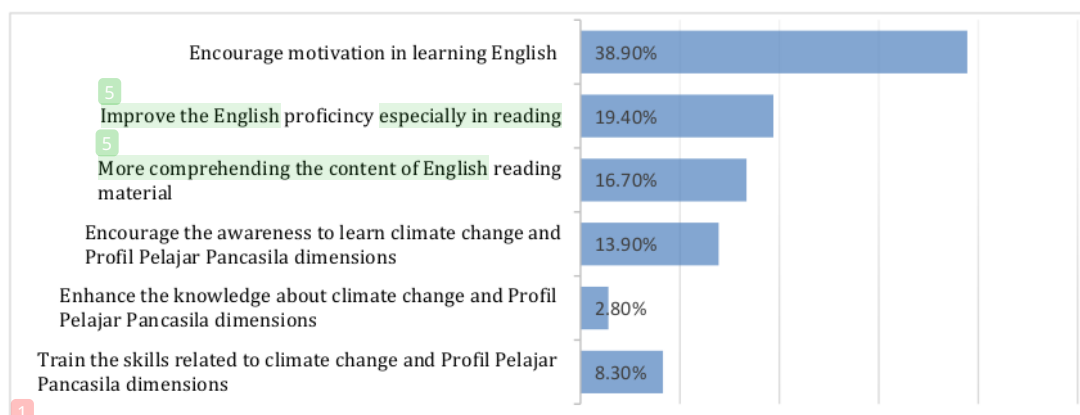 Encourage motivation in learning English
38.90%
5
Improve the English proficincy especially in reading
19.40%
5
More comprehending the content of English reading
material
16.70%
Encourage the awareness to learn climate change and
Profil Pelajar Pancasila dimensions
13.90%
Enhance the knowledge about climate change and Profil
Pelajar Pancasila dimensions
2.80%
Train the skills related to climate change and Profil Pelajar
Pancasila dimensions
8.30%
1